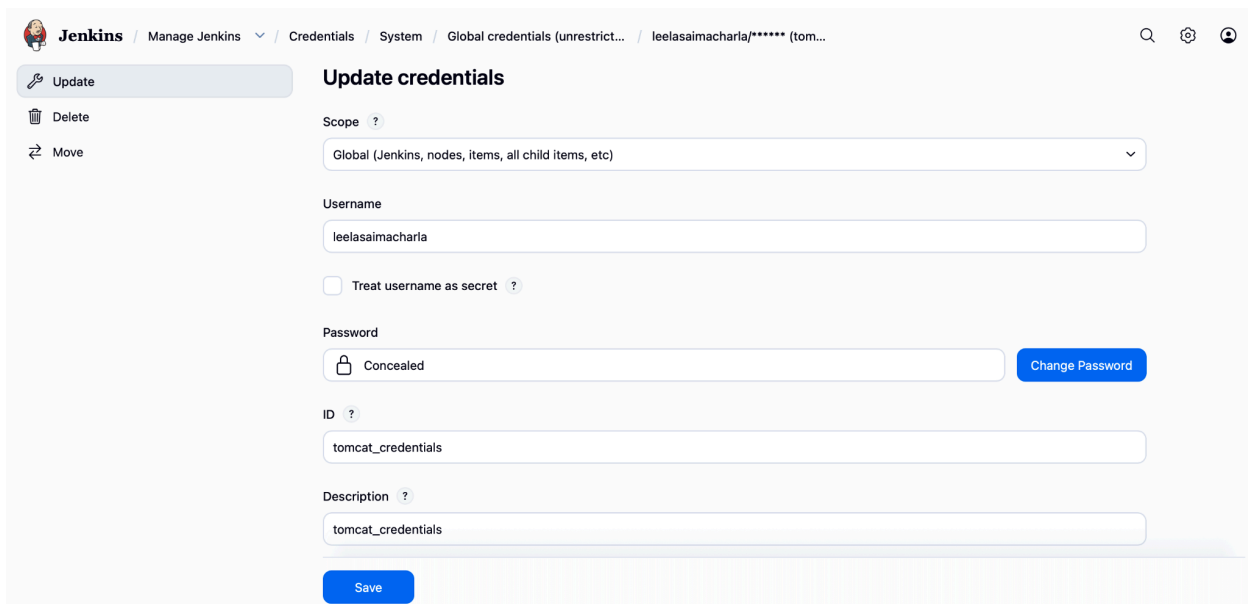 Jenkins / Manage Jenkins / Credentials / System / Global credentials (unrestrict... / leelasaimacharla/****** (tom...
Update
Delete
Move
Update credentials
Scope ?
Global (Jenkins, nodes, items, all child items, etc)
Username
leelasaimacharla
Treat username as secret ?
Password
Concealed
Change Password
ID ?
tomcat_credentials
Description ?
tomcat_credentials
Save